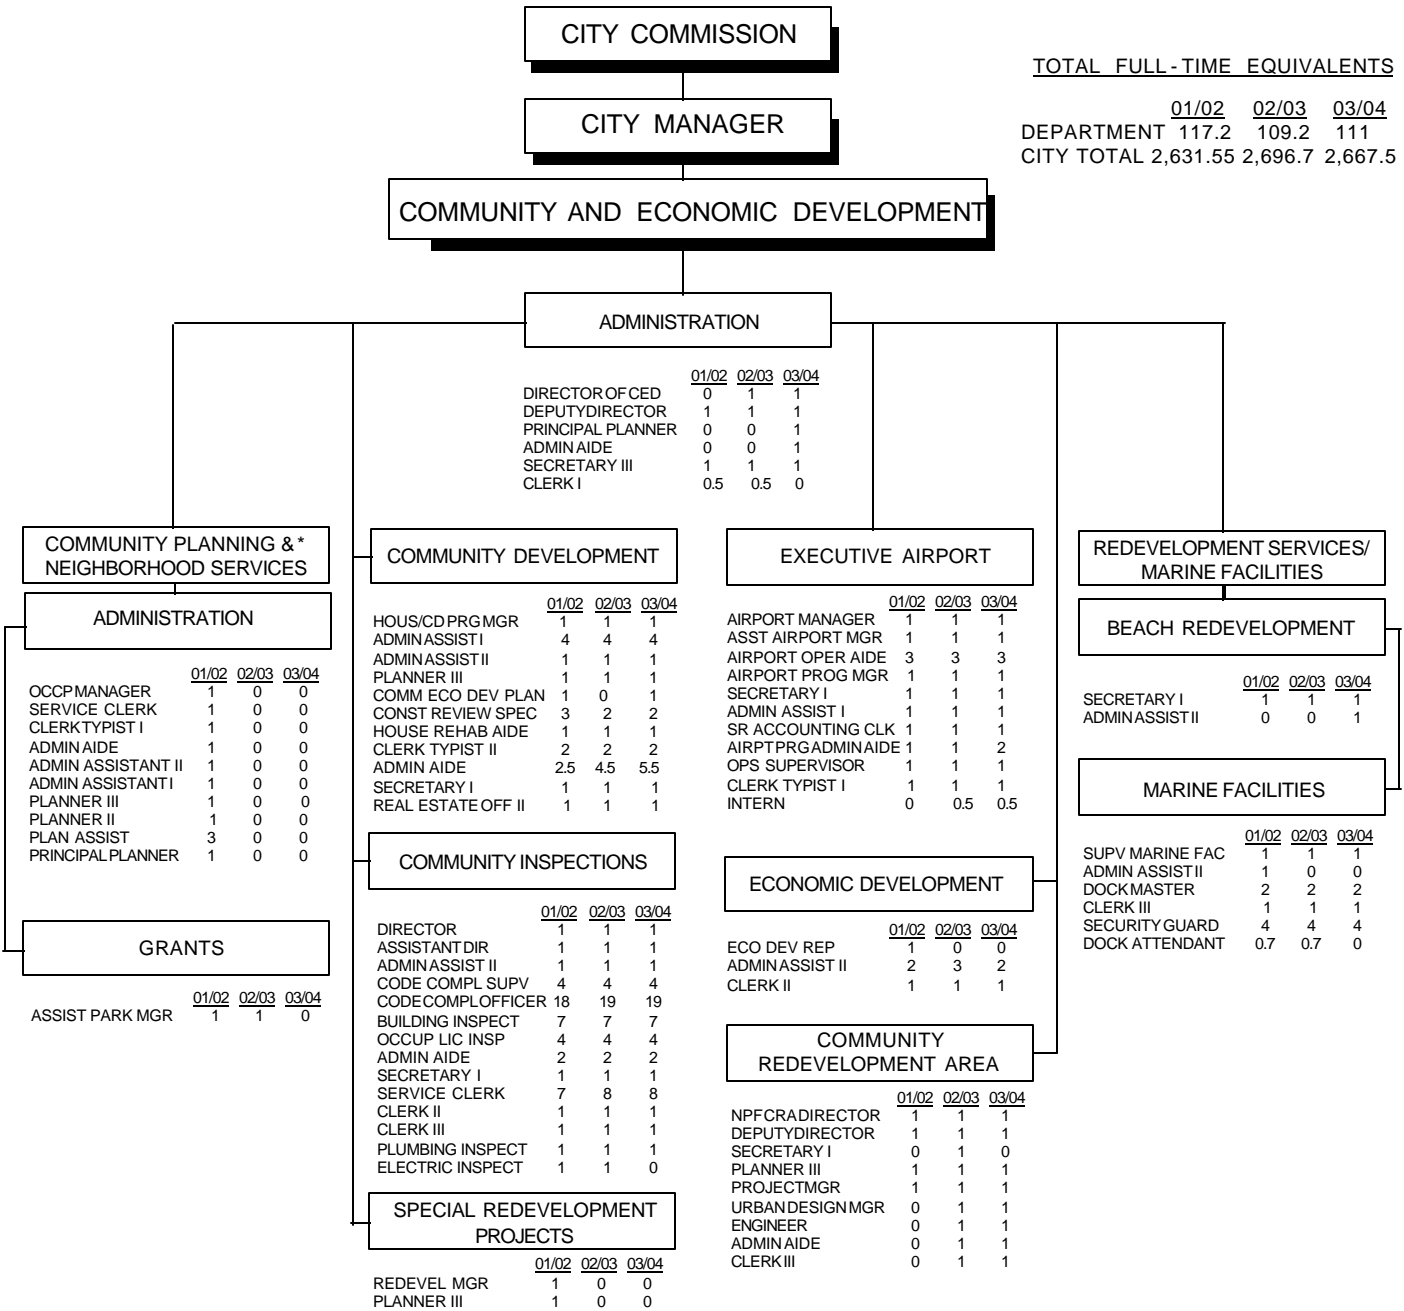 CITY COMMISSION
CITY MANAGER
COMMUNITY AND ECONOMIC DEVELOPMENT
TOTAL FULL-TIME EQUIVALENTS
01/02 02/03 03/04
DEPARTMENT 117.2 109.2 111
CITY TOTAL 2,631.55 2,696.7 2,667.5
ADMINISTRATION
01/02 02/03 03/04
DIRECTOR OF CED 0 1 1
DEPUTY DIRECTOR 1 1 1
PRINCIPAL PLANNER 0 0 1
ADMIN AIDE 0 0 1
SECRETARY III 1 1 1
CLERK I 0.5 0.5 0
COMMUNITY PLANNING & *
NEIGHBORHOOD SERVICES
ADMINISTRATION
01/02 02/03 03/04
OCCP MANAGER 1 0 0
SERVICE CLERK 1 0 0
CLERK TYPIST I 1 0 0
ADMIN AIDE 1 0 0
ADMIN ASSISTANT II 1 0 0
ADMIN ASSISTANT I 1 0 0
PLANNER III 1 0 0
PLANNER II 1 0 0
PLAN ASSIST 3 0 0
PRINCIPAL PLANNER 1 0 0
GRANTS
01/02 02/03 03/04
ASSIST PARK MGR 1 1 0
COMMUNITY DEVELOPMENT
01/02 02/03 03/04
HOUS/CD PRG MGR 1 1 1
ADMIN ASSIST I 4 4 4
ADMIN ASSIST II 1 1 1
PLANNER III 1 1 1
COMM ECO DEV PLAN 1 0 1
CONST REVIEW SPEC 3 2 2
HOUSE REHAB AIDE 1 1 1
CLERK TYPIST II 2 2 2
ADMIN AIDE 2.5 4.5 5.5
SECRETARY I 1 1 1
REAL ESTATE OFF II 1 1 1
COMMUNITY INSPECTIONS
01/02 02/03 03/04
DIRECTOR 1 1 1
ASSISTANT DIR 1 1 1
ADMIN ASSIST II 1 1 1
CODE COMPL SUPV 4 4 4
CODE COMPL OFFICER 18 19 19
BUILDING INSPECT 7 7 7
OCCUP LIC INSP 4 4 4
ADMIN AIDE 2 2 2
SECRETARY I 1 1 1
SERVICE CLERK 7 8 8
CLERK II 1 1 1
CLERK III 1 1 1
PLUMBING INSPECT 1 1 1
ELECTRIC INSPECT 1 1 0
SPECIAL REDEVELOPMENT
PROJECTS
01/02 02/03 03/04
REDEVEL MGR 1 0 0
PLANNER III 1 0 0
EXECUTIVE AIRPORT
01/02 02/03 03/04
AIRPORT MANAGER 1 1 1
ASST AIRPORT MGR 1 1 1
AIRPORT OPER AIDE 3 3 3
AIRPORT PROG MGR 1 1 1
SECRETARY I 1 1 1
ADMIN ASSIST I 1 1 1
SR ACCOUNTING CLK 1 1 1
AIRPT PRG ADMIN AIDE 1 1 2
OPS SUPERVISOR 1 1 1
CLERK TYPIST I 1 1 1
INTERN 0 0.5 0.5
ECONOMIC DEVELOPMENT
01/02 02/03 03/04
ECO DEV REP 1 0 0
ADMIN ASSIST II 2 3 2
CLERK II 1 1 1
COMMUNITY
REDEVELOPMENT AREA
01/02 02/03 03/04
NPF CRA DIRECTOR 1 1 1
DEPUTY DIRECTOR 1 1 1
SECRETARY I 0 1 0
PLANNER III 1 1 1
PROJECT MGR 1 1 1
URBAN DESIGN MGR 0 1 1
ENGINEER 0 1 1
ADMIN AIDE 0 1 1
CLERK III 0 1 1
REDEVELOPMENT SERVICES/
MARINE FACILITIES
BEACH REDEVELOPMENT
01/02 02/03 03/04
SECRETARY I 1 1 1
ADMIN ASSIST II 0 0 1
MARINE FACILITIES
01/02 02/03 03/04
SUPV MARINE FAC 1 1 1
ADMIN ASSIST II 1 0 0
DOCKMASTER 2 2 2
CLERK III 1 1 1
SECURITY GUARD 4 4 4
DOCK ATTENDANT 0.7 0.7 0